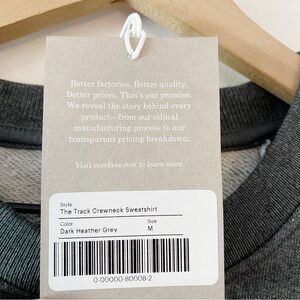 Better factories. Better quality.
Better prices. That's our promise.
We reveal the story behind every
product—from our ethical
manufacturing process to our
transparent pricing breakdown.
Visit everlane.com to learn more.
Style
The Track Crewneck Sweatshirt
Color
Size
Dark Heather Grey
M
0-00000-80008-2